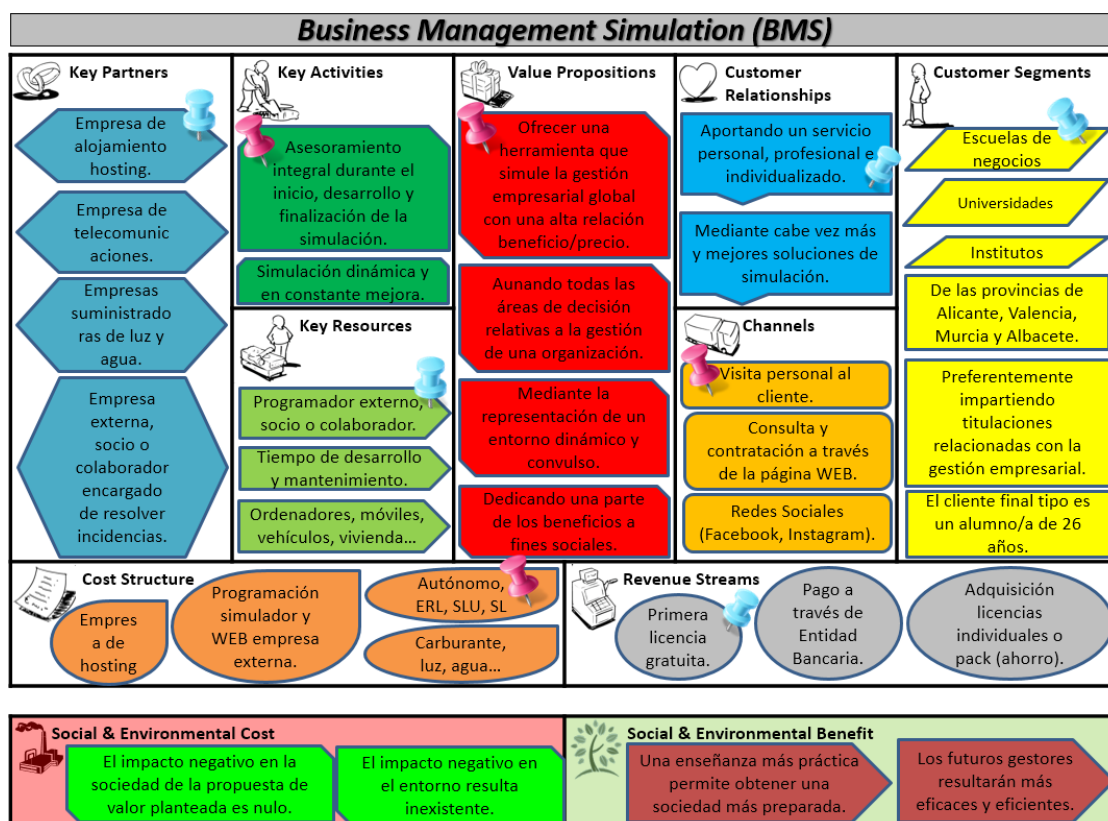 Business Management Simulation (BMS)
Key Partners
Empresa de
alojamiento
hosting.
Empresa de
telecomunic
aciones.
Empresas
suministrado
ras de luz y
agua.
Empresa
externa,
socio o
colaborador
encargado
de resolver
incidencias.
Key Activities
Asesoramiento
integral durante el
inicio, desarrollo y
finalización de la
simulación.
Simulación dinámica y
en constante mejora.
Key Resources
Programador externo,
socio o colaborador.
Tiempo de desarrollo
y mantenimiento.
Ordenadores, móviles,
vehículos, vivienda...
Value Propositions
Ofrecer una
herramienta que
simule la gestión
empresarial global
con una alta relación
beneficio/precio.
Aunando todas las
áreas de decisión
relativas a la gestión
de una organización.
Mediante la
representación de un
entorno dinámico y
convulso.
Dedicando una parte
de los beneficios a
fines sociales.
Customer
Relationships
Aportando un servicio
personal, profesional e
individualizado.
Mediante cabe vez más
y mejores soluciones de
simulación.
Channels
Visita personal al
cliente.
Consulta y
contratación a través
de la página WEB.
Redes Sociales
(Facebook, Instagram).
Customer Segments
Escuelas de
negocios
Universidades
Institutos
De las provincias de
Alicante, Valencia,
Murcia y Albacete.
Preferentemente
impartiendo
titulaciones
relacionadas con la
gestión empresarial.
El cliente final tipo es
un alumno/a de 26
años.
Cost Structure
Empres
a de
hosting
Programación
simulador y
WEB empresa
externa.
Autónomo,
ERL, SLU, SL
Carburante,
luz, agua...
Revenue Streams
Primera
licencia
gratuita.
Pago a
través de
Entidad
Bancaria.
Adquisición
licencias
individuales o
pack (ahorro).
Social & Environmental Cost
El impacto negativo en la
sociedad de la propuesta de
valor planteada es nulo.
El impacto negativo en
el entorno resulta
inexistente.
Social & Environmental Benefit
Una enseñanza más práctica
permite obtener una
sociedad más preparada.
Los futuros gestores
resultarán más
eficaces y eficientes.